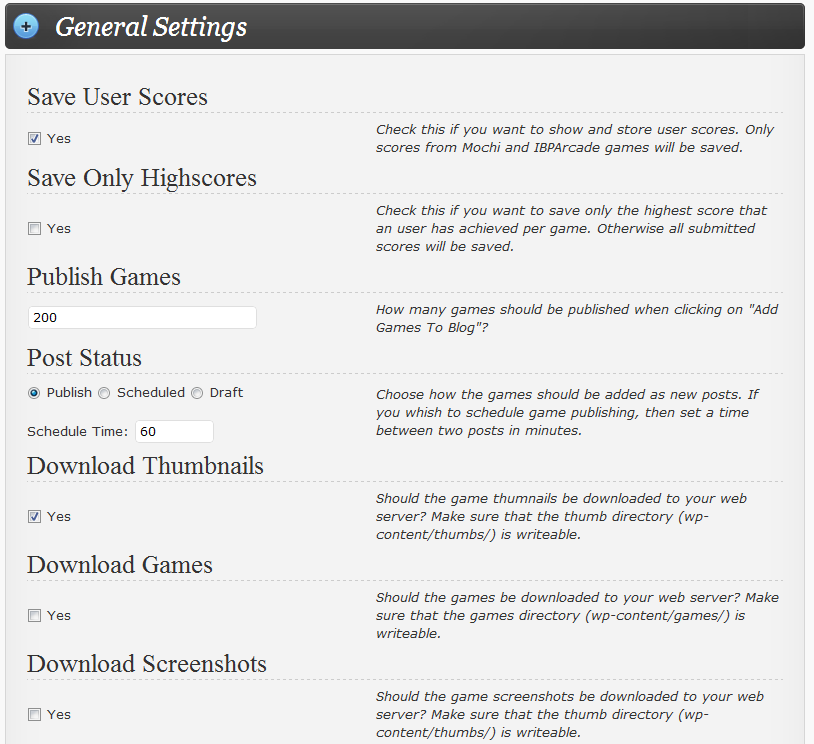 General Settings
Save User Scores
Yes
Check this if you want to show and store user scores. Only
scores from Mochi and IBPArcade games will be saved.
Save Only Highscores
Yes
Check this if you want to save only the highest score that
an user has achieved per game. Otherwise all submitted
scores will be saved.
Publish Games
200
How many games should be published when clicking on "Add
Games To Blog"?
Post Status
Publish Scheduled Draft
Schedule Time: 60
Choose how the games should be added as new posts. If
you whish to schedule game publishing, then set a time
between two posts in minutes.
Download Thumbnails
Yes
Should the game thumnails be downloaded to your web
server? Make sure that the thumb directory (wp-
content/thumbs/) is writeable.
Download Games
Yes
Should the games be downloaded to your web server? Make
sure that the games directory (wp-content/games/) is
writeable.
Download Screenshots
Yes
Should the game screenshots be downloaded to your web
server? Make sure that the thumb directory (wp-
content/thumbs/) is writeable.